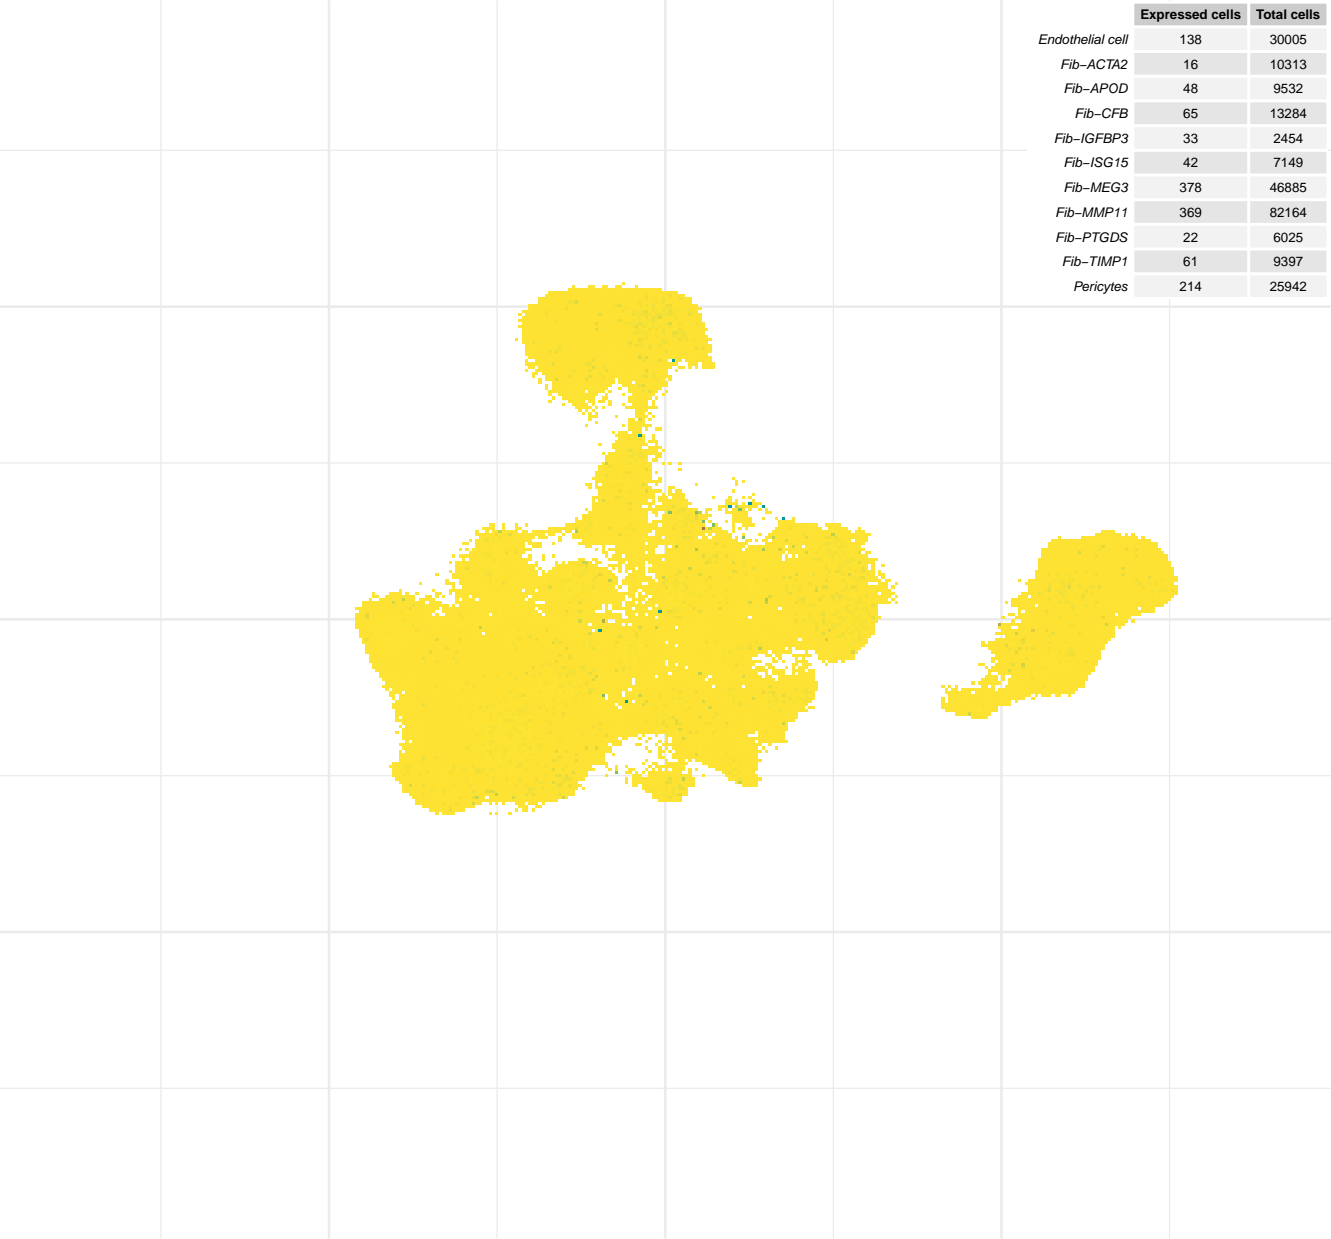 Expressed cells Total cells
Endothelial cell 138 30005
Fib−ACTA2 16 10313
Fib−APOD 48 9532
Fib−CFB 65 13284
Fib−IGFBP3 33 2454
Fib−ISG15 42 7149
Fib−MEG3 378 46885
Fib−MMP11 369 82164
Fib−PTGDS 22 6025
Fib−TIMP1 61 9397
Pericytes 214 25942